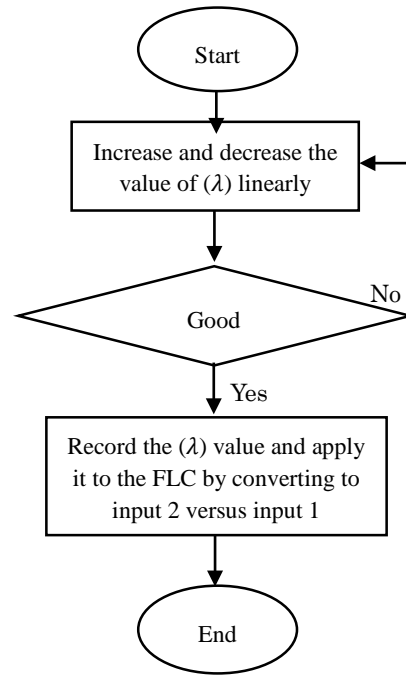 Start
Increase and decrease the
value of (λ) linearly
No
Good
Yes
Record the (λ) value and apply
it to the FLC by converting to
input 2 versus input 1
End